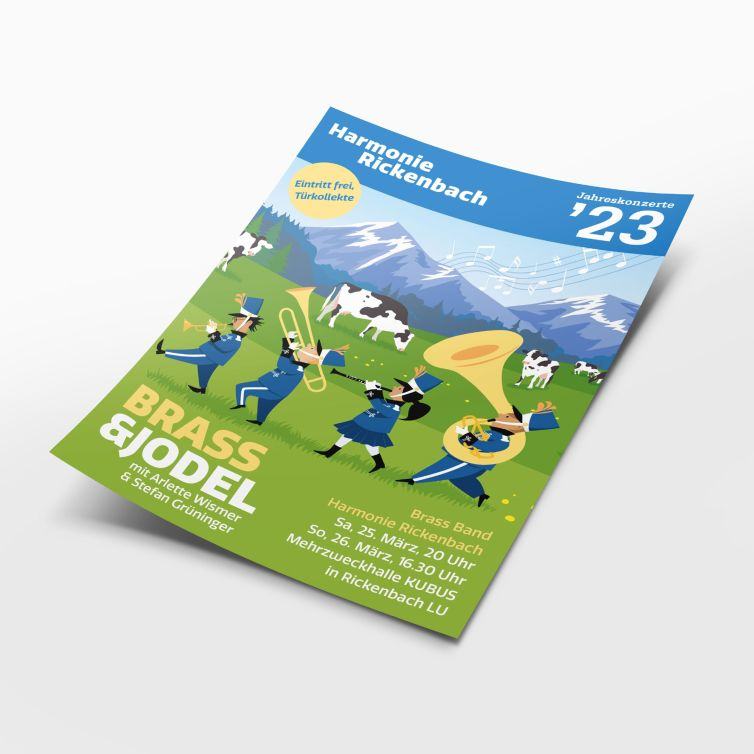 Harmonie
Rickenbach
Jahreskonzerte
'23
Eintritt frei,
Türkollekte
BRASS
&JODEL
mit Arlette Wismer
& Stefan Grüninger
Brass Band
Harmonie Rickenbach
Sa, 25. März, 20 Uhr
So, 26. März, 16.30 Uhr
Mehrzweckhalle KUBUS
in Rickenbach LU